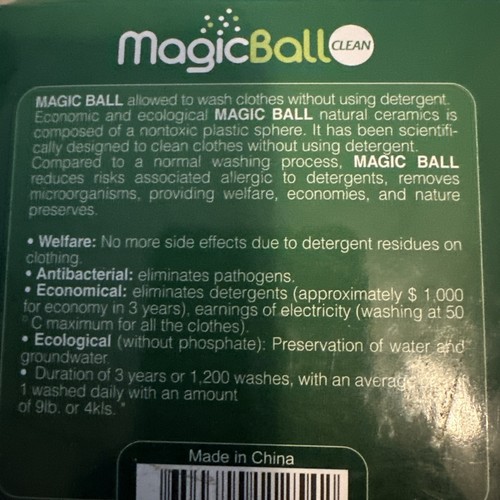 MagicBall CLEAN
MAGIC BALL allowed to wash clothes without using detergent.
Economic and ecological MAGIC BALL natural ceramics is
composed of a nontoxic plastic sphere. It has been scientifi-
cally designed to clean clothes without using detergent.
Compared to a normal washing process, MAGIC BALL
reduces risks associated allergic to detergents, removes
microorganisms, providing welfare, economies, and nature
preserves.
• Welfare: No more side effects due to detergent residues on
clothing.
• Antibacterial: eliminates pathogens.
• Economical: eliminates detergents (approximately $ 1,000
for economy in 3 years), earnings of electricity (washing at 50
°C maximum for all the clothes).
• Ecological (without phosphate): Preservation of water and
groundwater.
• Duration of 3 years or 1,200 washes, with an average
1 washed daily with an amount
of 9lb. or 4kls. *
Made in China